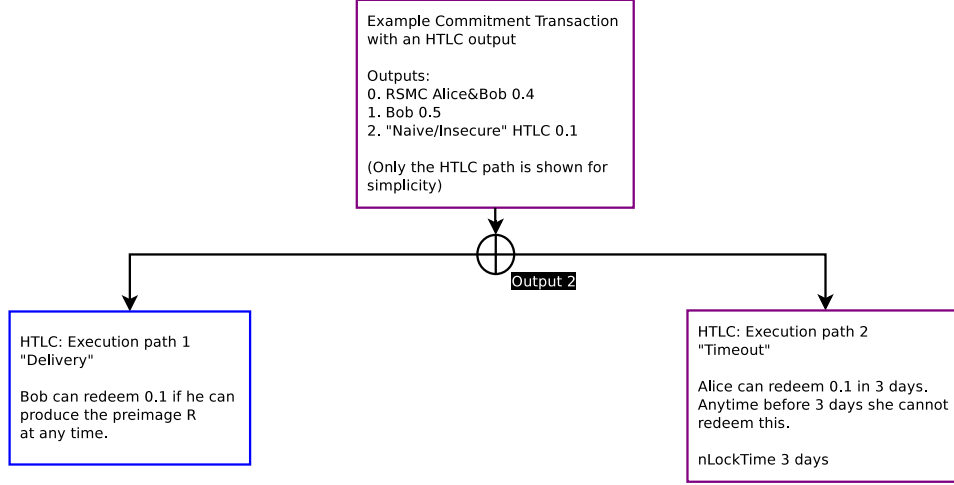 Example Commitment Transaction
with an HTLC output
Outputs:
0. RSMC Alice&Bob 0.4
1. Bob 0.5
2. "Naive/Insecure" HTLC 0.1
(Only the HTLC path is shown for
simplicity)
Output 2
HTLC: Execution path 1
"Delivery"
Bob can redeem 0.1 if he can
produce the preimage R
at any time.
HTLC: Execution path 2
"Timeout"
Alice can redeem 0.1 in 3 days.
Anytime before 3 days she cannot
redeem this.
nLockTime 3 days